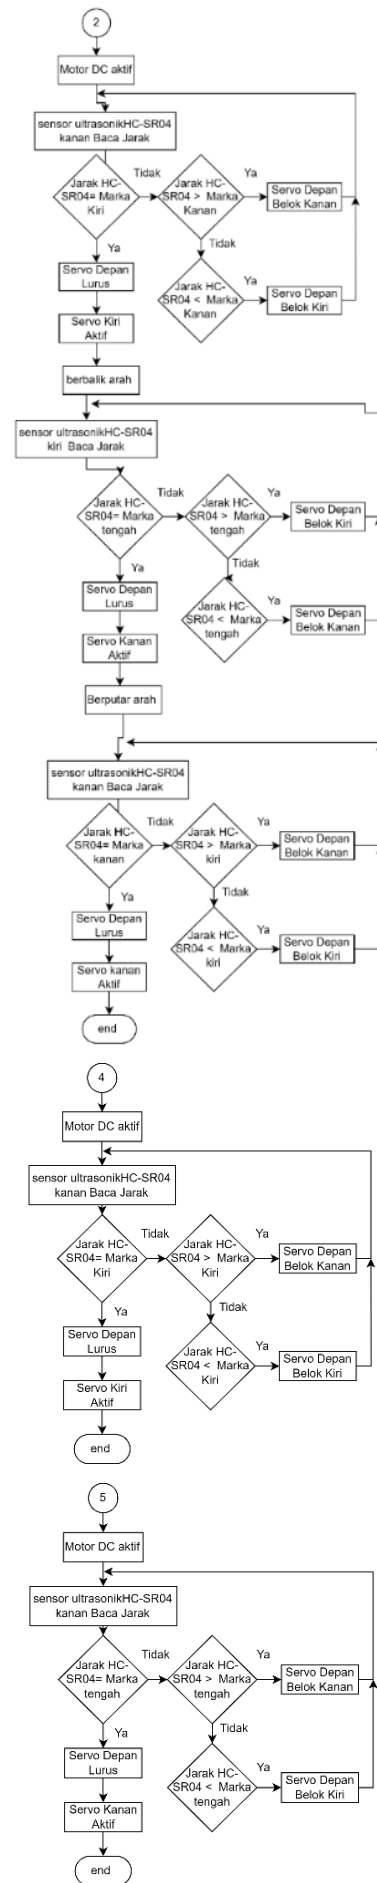 2
Motor DC aktif
sensor ultrasonikHC-SR04
kanan Baca Jarak
Jarak HC-
SR04= Marka
Kiri
Tidak
Jarak HC-
SR04 > Marka
Kanan
Ya
Servo Depan
Belok Kanan
Ya
Tidak
Servo Depan
Lurus
Jarak HC-
SR04 < Marka
Kanan
Ya
Servo Depan
Belok Kiri
Servo Kiri
Aktif
berbalik arah
sensor ultrasonikHC-SR04
kiri Baca Jarak
Jarak HC-
SR04= Marka
tengah
Tidak
Jarak HC-
SR04 > Marka
tengah
Ya
Servo Depan
Belok Kiri
Ya
Tidak
Servo Depan
Lurus
Jarak HC-
SR04 < Marka
tengah
Ya
Servo Depan
Belok Kanan
Servo Kanan
Aktif
Berputar arah
sensor ultrasonikHC-SR04
kanan Baca Jarak
Jarak HC-
SR04= Marka
kanan
Tidak
Jarak HC-
SR04 > Marka
kiri
Ya
Servo Depan
Belok Kanan
Ya
Tidak
Servo Depan
Lurus
Jarak HC-
SR04 < Marka
kiri
Ya
Servo Depan
Belok Kiri
Servo kanan
Aktif
end
4
Motor DC aktif
sensor ultrasonikHC-SR04
kanan Baca Jarak
Jarak HC-
SR04= Marka
Kiri
Tidak
Jarak HC-
SR04 > Marka
Kiri
Ya
Servo Depan
Belok Kanan
Ya
Tidak
Servo Depan
Lurus
Jarak HC-
SR04 < Marka
Kiri
Ya
Servo Depan
Belok Kiri
Servo Kiri
Aktif
end
5
Motor DC aktif
sensor ultrasonikHC-SR04
kanan Baca Jarak
Jarak HC-
SR04= Marka
tengah
Tidak
Jarak HC-
SR04 > Marka
tengah
Ya
Servo Depan
Belok Kanan
Ya
Tidak
Servo Depan
Lurus
Jarak HC-
SR04 < Marka
tengah
Ya
Servo Depan
Belok Kiri
Servo Kanan
Aktif
end